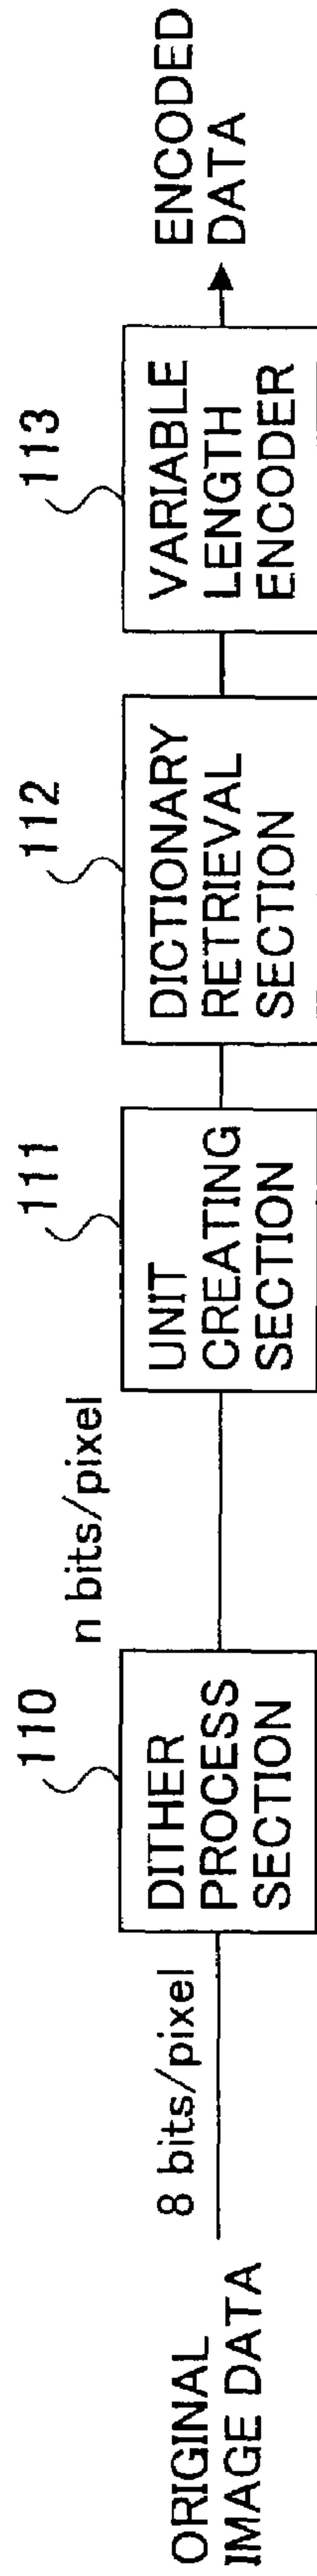 ORIGINAL
IMAGE DATA
8 bits/pixel
110
DITHER
PROCESS
SECTION
n bits/pixel
111
UNIT
CREATING
SECTION
112
DICTIONARY
RETRIEVAL
SECTION
113
VARIABLE
LENGTH
ENCODER
ENCODED
DATA